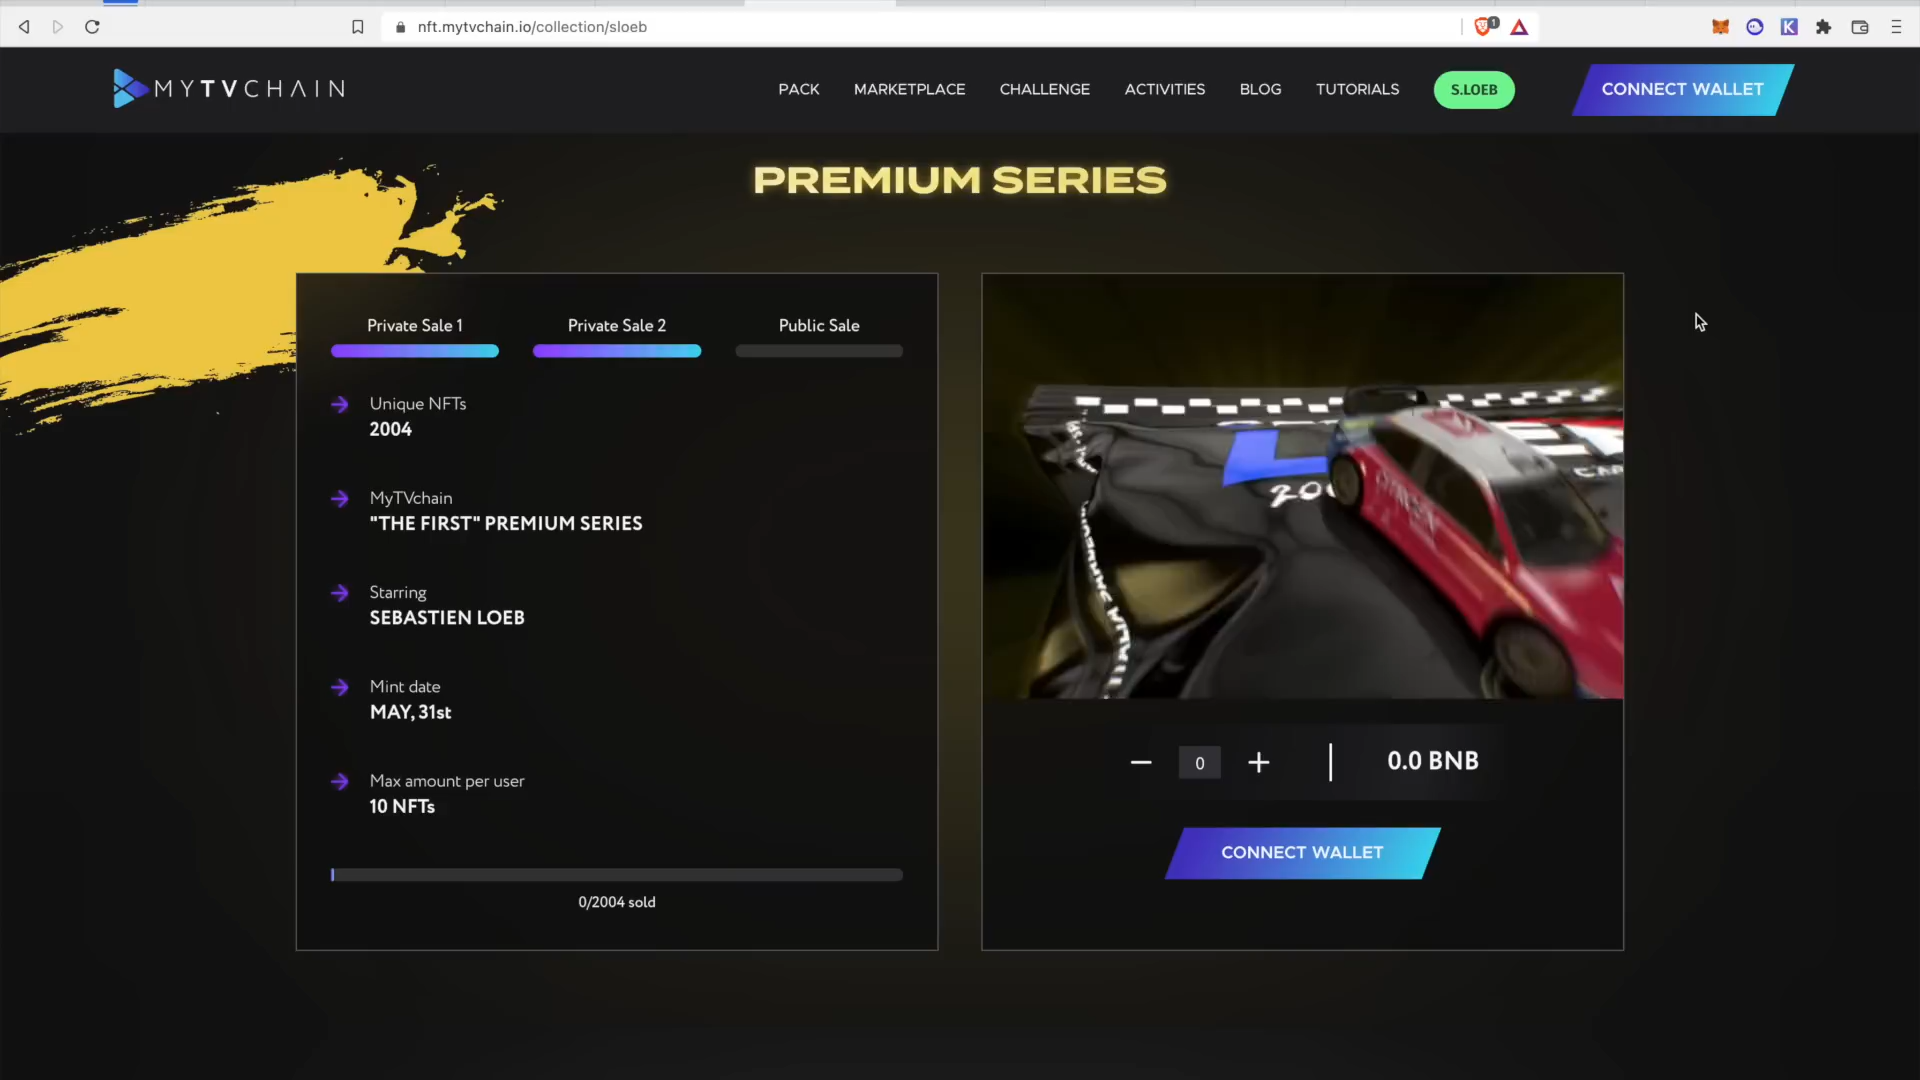 nft.mytvchain.io/collection/sloeb
1
K
MYTVCHAIN
PACK
MARKETPLACE
CHALLENGE
ACTIVITIES
BLOG
TUTORIALS
S.LOEB
CONNECT WALLET
PREMIUM SERIES
Private Sale 1
Private Sale 2
Public Sale
Unique NFTs
2004
MyTVchain
"THE FIRST" PREMIUM SERIES
Starring
SEBASTIEN LOEB
Mint date
MAY, 31st
Max amount per user
10 NFTs
0/2004 sold
0
0.0 BNB
CONNECT WALLET